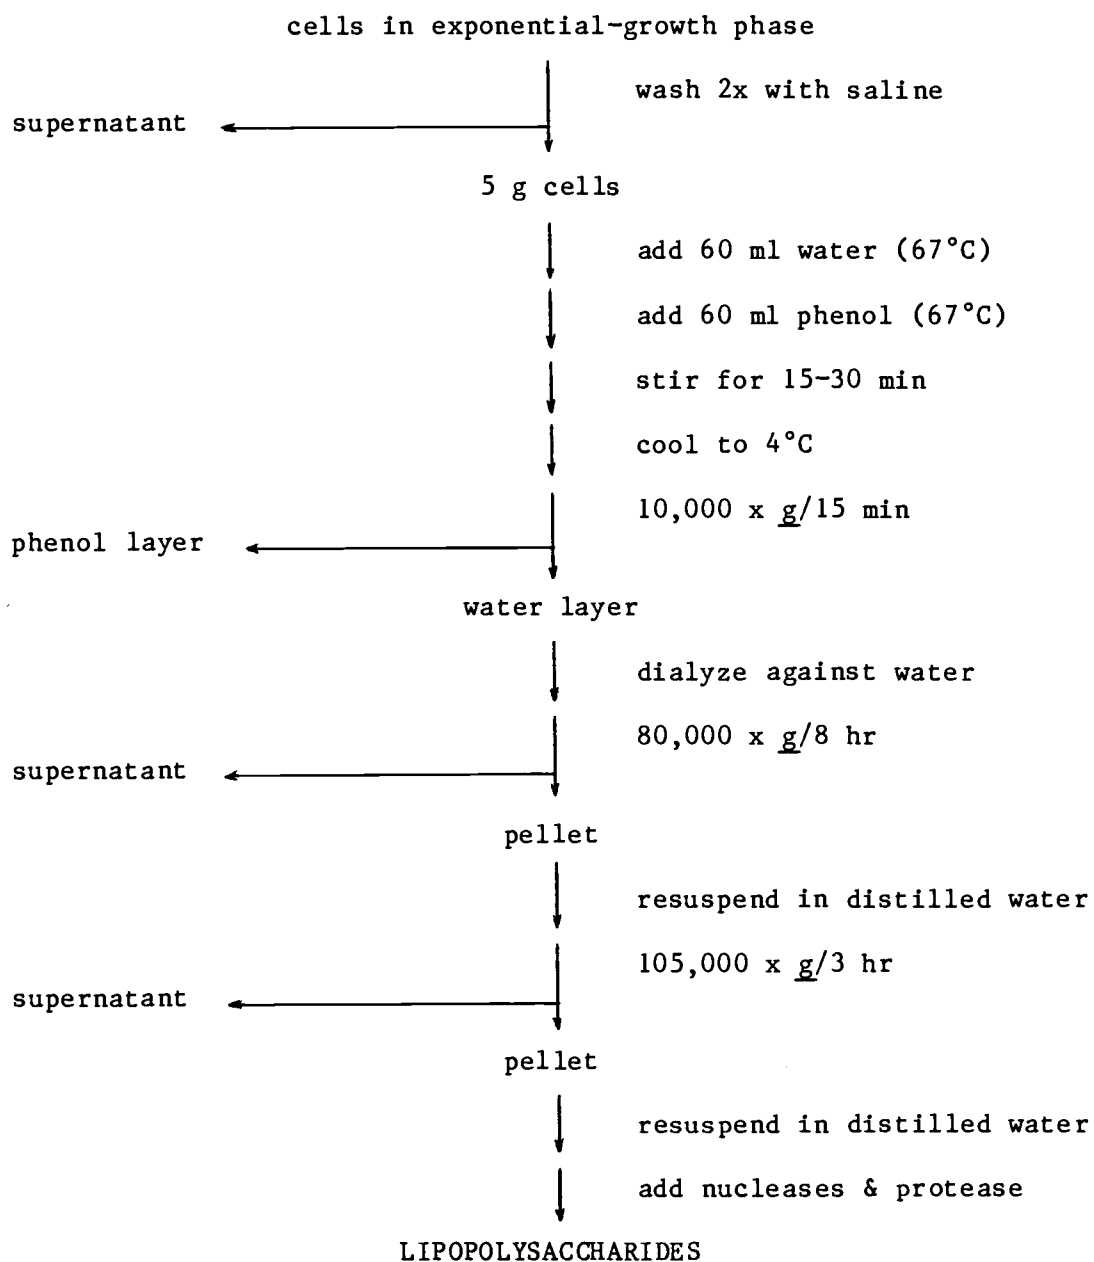 cells in exponential-growth phase
wash 2x with saline
supernatant
5 g cells
add 60 ml water (67°C)
add 60 ml phenol (67°C)
stir for 15-30 min
cool to 4°C
10,000 x g/15 min
phenol layer
water layer
dialyze against water
80,000 x g/8 hr
supernatant
pellet
resuspend in distilled water
105,000 x g/3 hr
supernatant
pellet
resuspend in distilled water
add nucleases & protease
LIPOPOLYSACCHARIDES